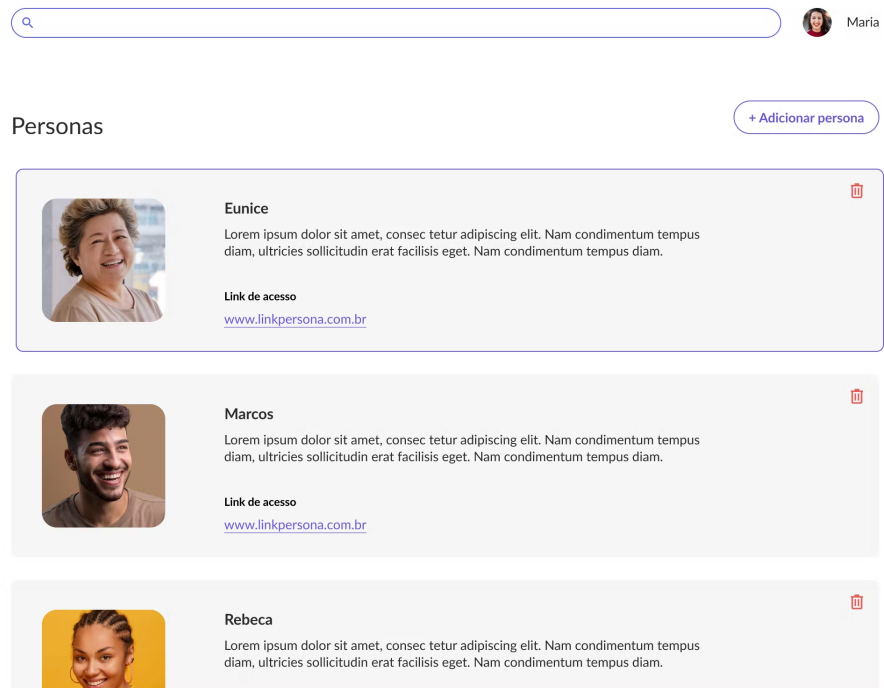 Maria
Personas
+ Adicionar persona
Eunice
Lorem ipsum dolor sit amet, consec tetur adipiscing elit. Nam condimentum tempus
diam, ultricies sollicitudin erat facilisis eget. Nam condimentum tempus diam.
Link de acesso
www.linkpersona.com.br
Marcos
Lorem ipsum dolor sit amet, consec tetur adipiscing elit. Nam condimentum tempus
diam, ultricies sollicitudin erat facilisis eget. Nam condimentum tempus diam.
Link de acesso
www.linkpersona.com.br
Rebeca
Lorem ipsum dolor sit amet, consec tetur adipiscing elit. Nam condimentum tempus
diam, ultricies sollicitudin erat facilisis eget. Nam condimentum tempus diam.